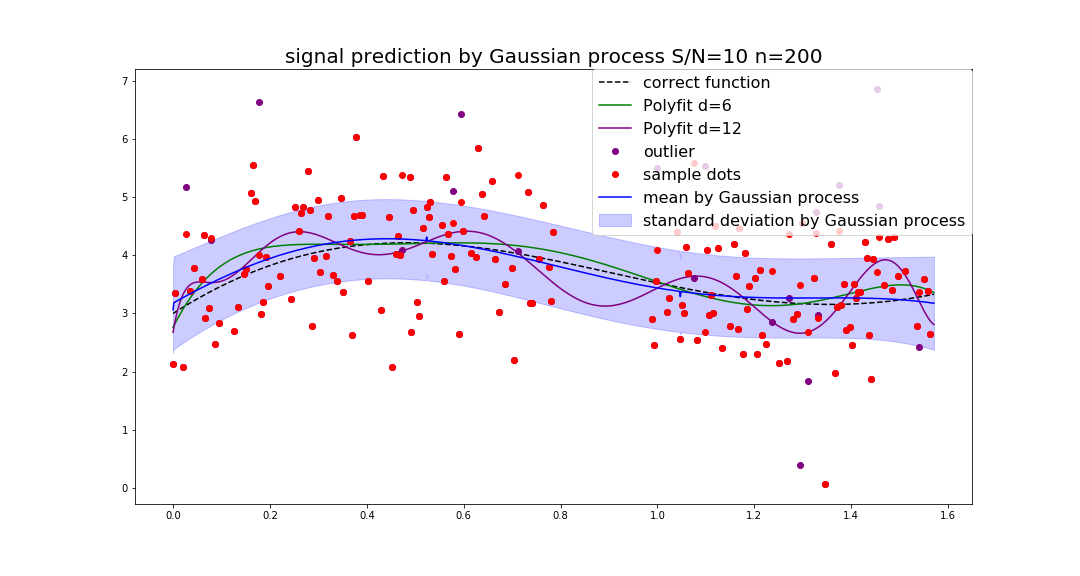 signal prediction by Gaussian process S/N=10 n=200
correct function
Polyfit d=6
Polyfit d=12
outlier
sample dots
mean by Gaussian process
standard deviation by Gaussian process
7
6
5
4
3
2
1
0
0.0 0.2 0.4 0.6 0.8 1.0 1.2 1.4 1.6